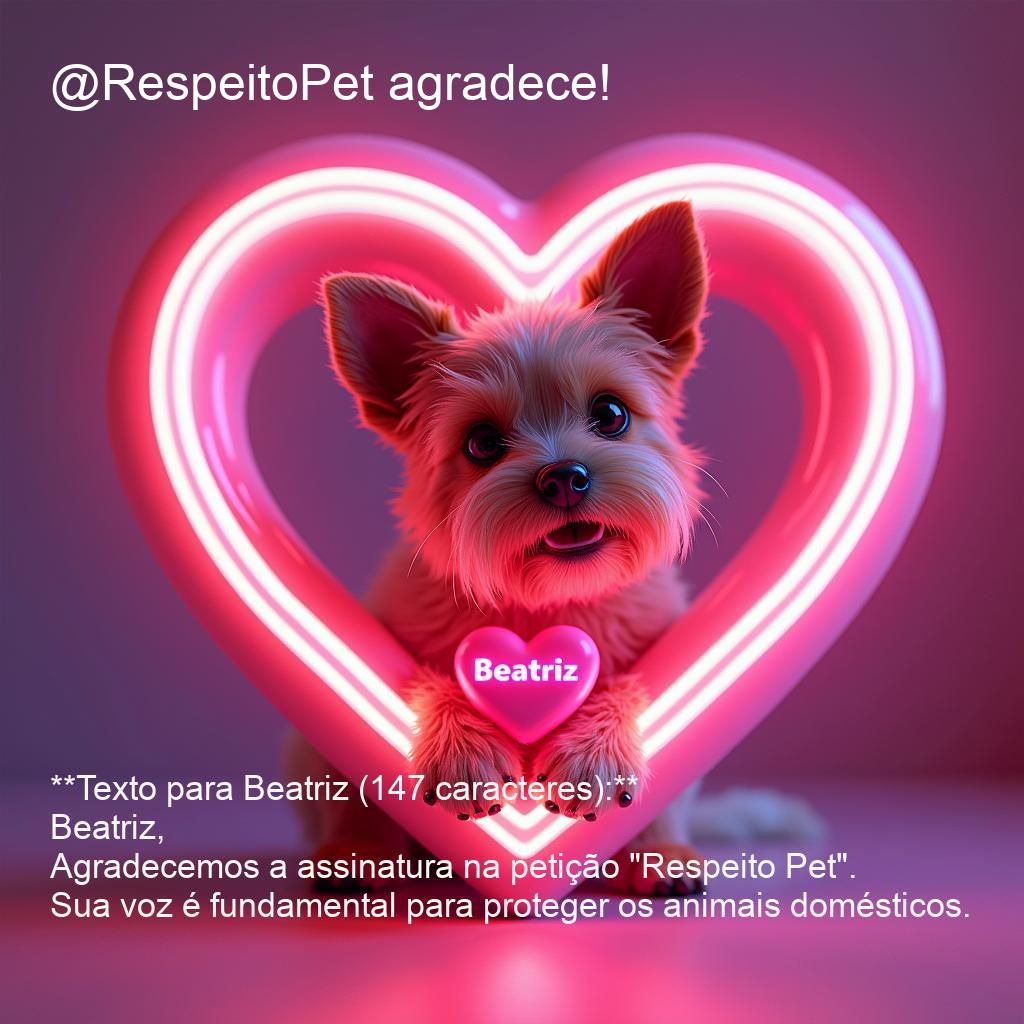 @RespeitoPet agradece!
Beatriz
**Texto para Beatriz (147 caracteres):**
Beatriz,
Agradecemos a assinatura na petição "Respeito Pet".
Sua voz é fundamental para proteger os animais domésticos.